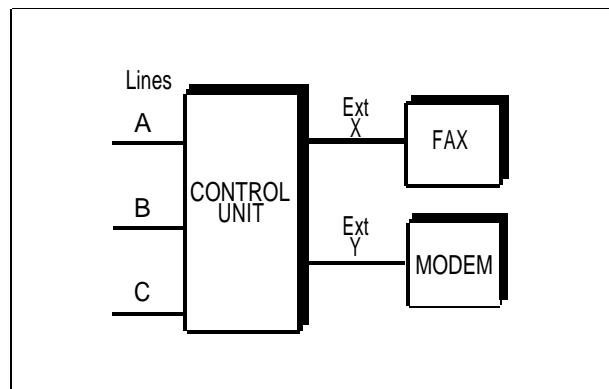 Lines
A
B
C
CONTROL
UNIT
Ext
X
FAX
Ext
Y
MODEM